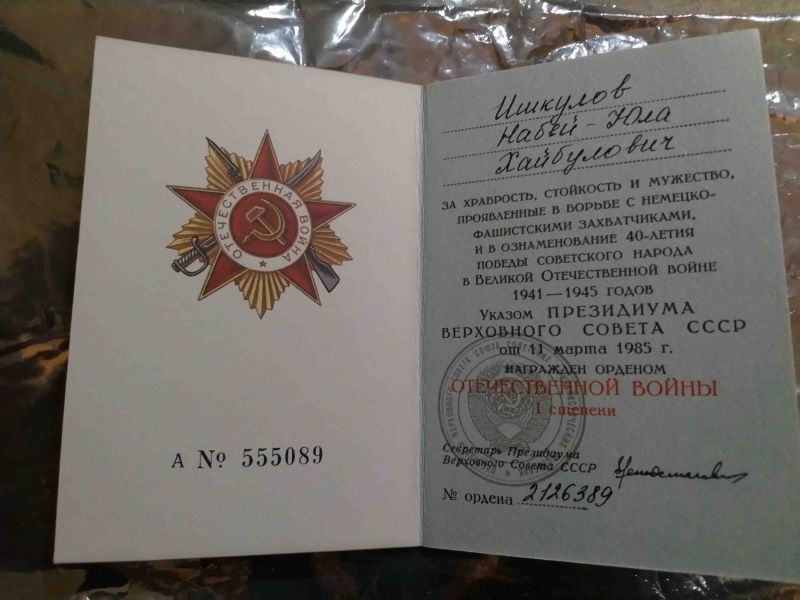 ОТЕЧЕСТВЕННАЯ ВОЙНА
А № 555089
Ишкулов
Набей-Юла
Хайбулович
ЗА ХРАБРОСТЬ, СТОЙКОСТЬ И МУЖЕСТВО,
ПРОЯВЛЕННЫЕ В БОРЬБЕ С НЕМЕЦКО-
ФАШИСТСКИМИ ЗАХВАТЧИКАМИ,
И В ОЗНАМЕНОВАНИЕ 40-ЛЕТИЯ
ПОБЕДЫ СОВЕТСКОГО НАРОДА
В ВЕЛИКОЙ ОТЕЧЕСТВЕННОЙ ВОЙНЕ
1941—1945 ГОДОВ
УКАЗОМ ПРЕЗИДИУМА
ВЕРХОВНОГО СОВЕТА СССР
от 11 марта 1985 г.
НАГРАЖДЕН ОРДЕНОМ
ОТЕЧЕСТВЕННОЙ ВОЙНЫ
I степени
Секретарь Президиума
Верховного Совета СССР
№ ордена 2126389